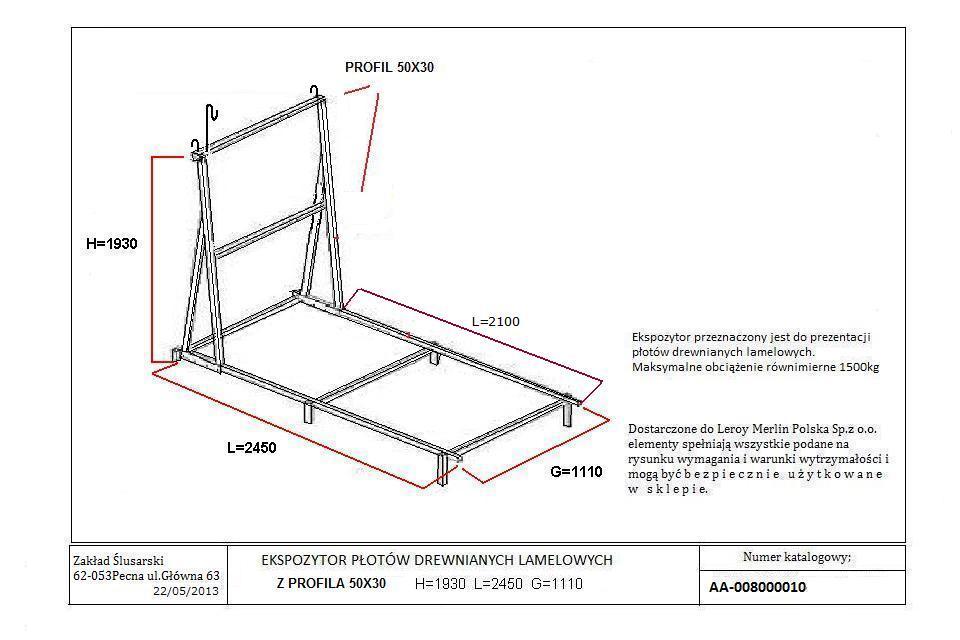 PROFIL 50X30
H=1930
L=2100
Ekspozytor przeznaczony jest do prezentacji
płotów drewnianych lamelowych.
Maksymalne obciążenie równimierne 1500kg
L=2450
G=1110
Dostarczone do Leroy Merlin Polska Sp.z o.o.
elementy spełniają wszystkie podane na
rysunku wymagania i warunki wytrzymałości i
mogą być b e z p i e c z n i e u ż y t k o w a n e
w s k l e p i e.
Zakład Ślusarski
62-053Pecna ul.Główna 63
22/05/2013
EKSPOZYTOR PŁOTÓW DREWNIANYCH LAMELOWYCH
Z PROFILA 50X30 H=1930 L=2450 G=1110
Numer katalogowy;
AA-008000010